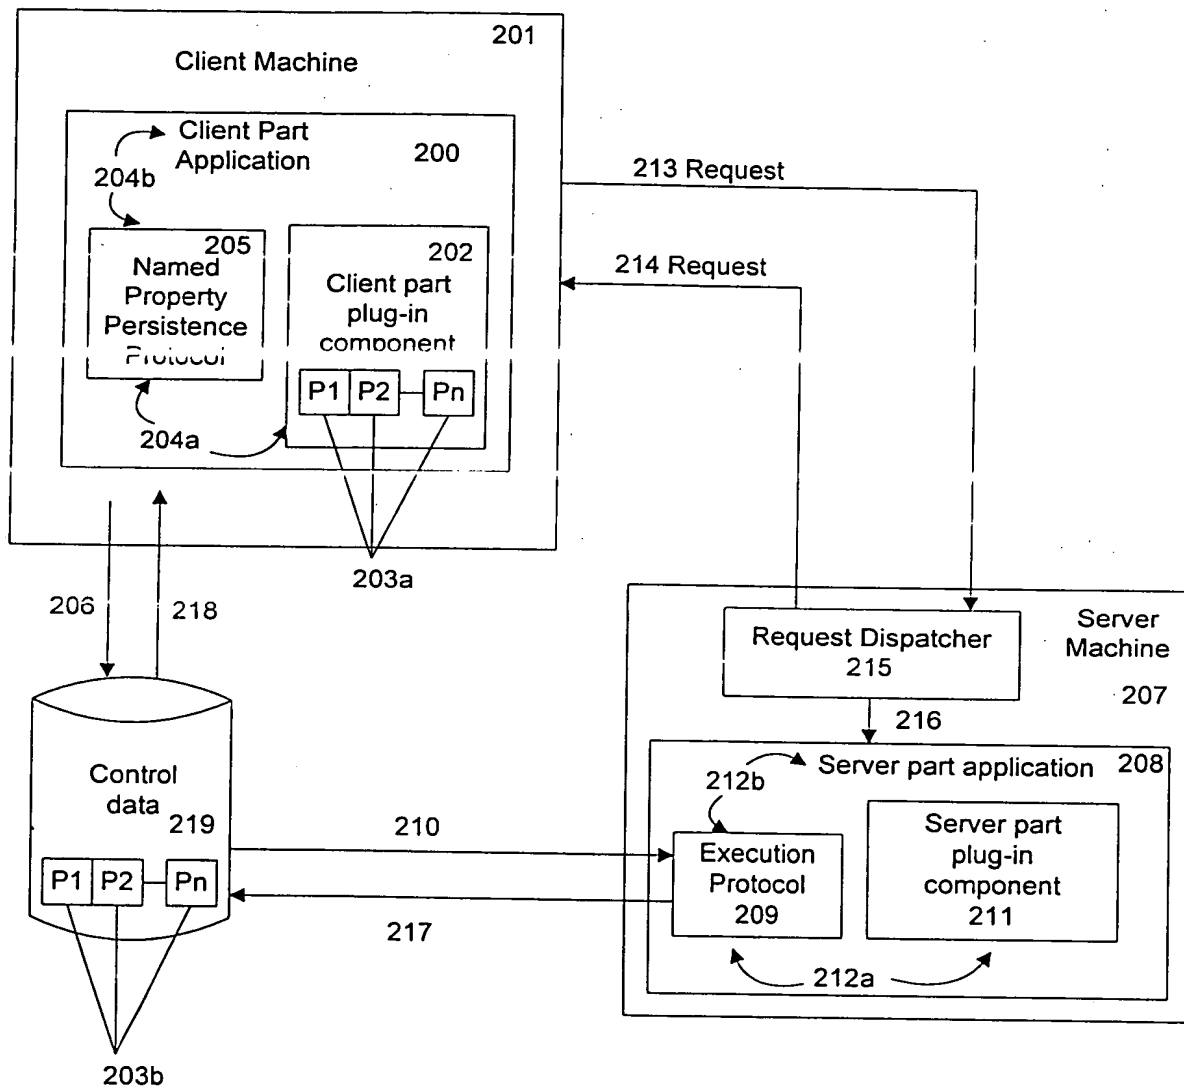 201
Client Machine
Client Part
Application
200
204b
205
Named
Property
Persistence
Protocol
202
Client part
plug-in
component
P1 P2 Pn
204a
203a
213 Request
214 Request
206
218
Control
data
219
P1 P2 Pn
203b
210
217
Server
Machine
207
Request Dispatcher
215
216
208
Server part application
212b
Execution
Protocol
209
Server part
plug-in
component
211
212a